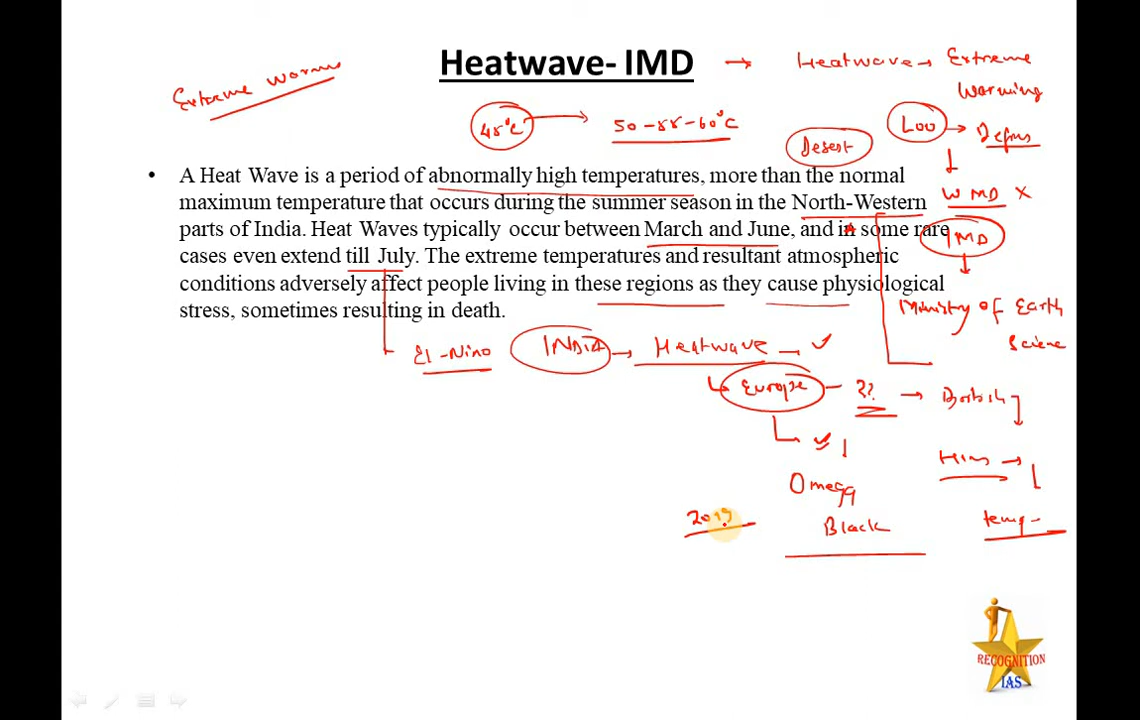 Heatwave- IMD
Heatwave → Extreme
Warming
Extreme Warm
45°C → 50-55-60°C
Desert
Loo →
• A Heat Wave is a period of abnormally high temperatures, more than the normal
maximum temperature that occurs during the summer season in the North-Western
parts of India. Heat Waves typically occur between March and June, and in some rare
cases even extend till July. The extreme temperatures and resultant atmospheric
conditions adversely affect people living in these regions as they cause physiological
stress, sometimes resulting in death.
WMD X
IMD
Ministry of Earth
Science
El-Nino
INDIA → Heatwave
Europe - ?? →
Omega
Black
2019
temp-
RECOGNITION
IAS